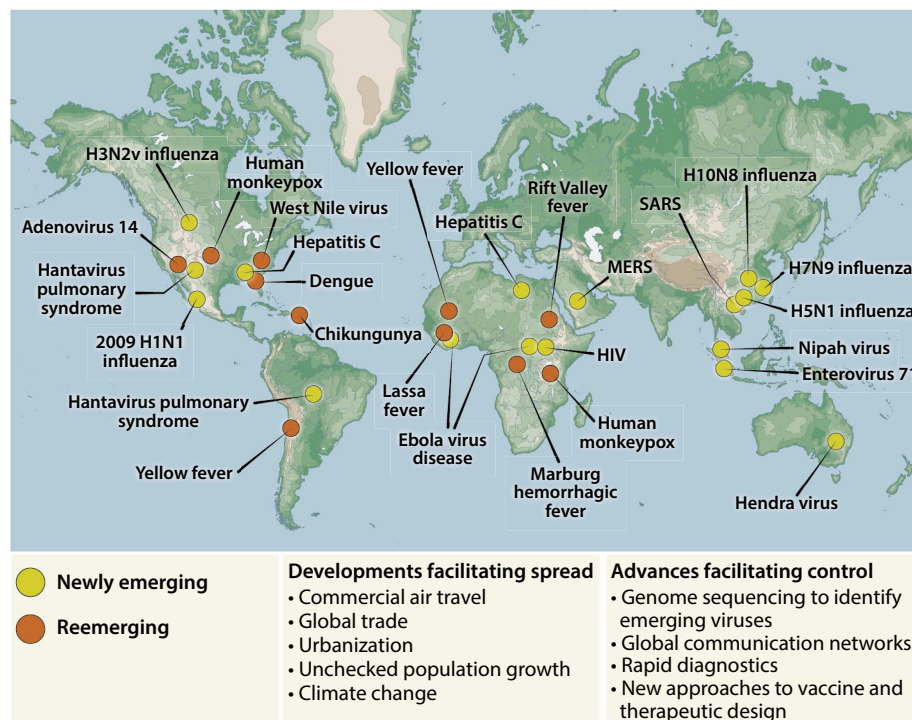 H3N2v influenza
Human
monkeypox
West Nile virus
Adenovirus 14
Hepatitis C
Hantavirus
pulmonary
syndrome
Dengue
2009 H1N1
influenza
Chikungunya
Hantavirus pulmonary
syndrome
Yellow fever
Yellow fever
Hepatitis C
Rift Valley
fever
MERS
Lassa
fever
Ebola virus
disease
HIV
Human
monkeypox
Marburg
hemorrhagic
fever
H10N8 influenza
SARS
H7N9 influenza
H5N1 influenza
Nipah virus
Enterovirus 71
Hendra virus
Newly emerging
Reemerging
Developments facilitating spread
• Commercial air travel
• Global trade
• Urbanization
• Unchecked population growth
• Climate change
Advances facilitating control
• Genome sequencing to identify
emerging viruses
• Global communication networks
• Rapid diagnostics
• New approaches to vaccine and
therapeutic design